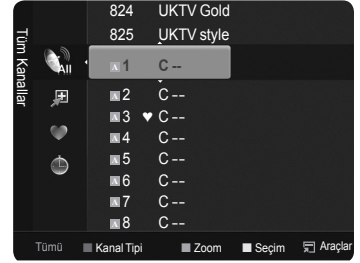 Tüm Kanallar
824 UKTV Gold
825 UKTV style
All
A 1 C --
A 2 C --
A 3 ♥ C --
A 4 C --
A 5 C --
A 6 C --
A 7 C --
A 8 C --
Tümü Kanal Tipi Zoom Seçim Araçlar